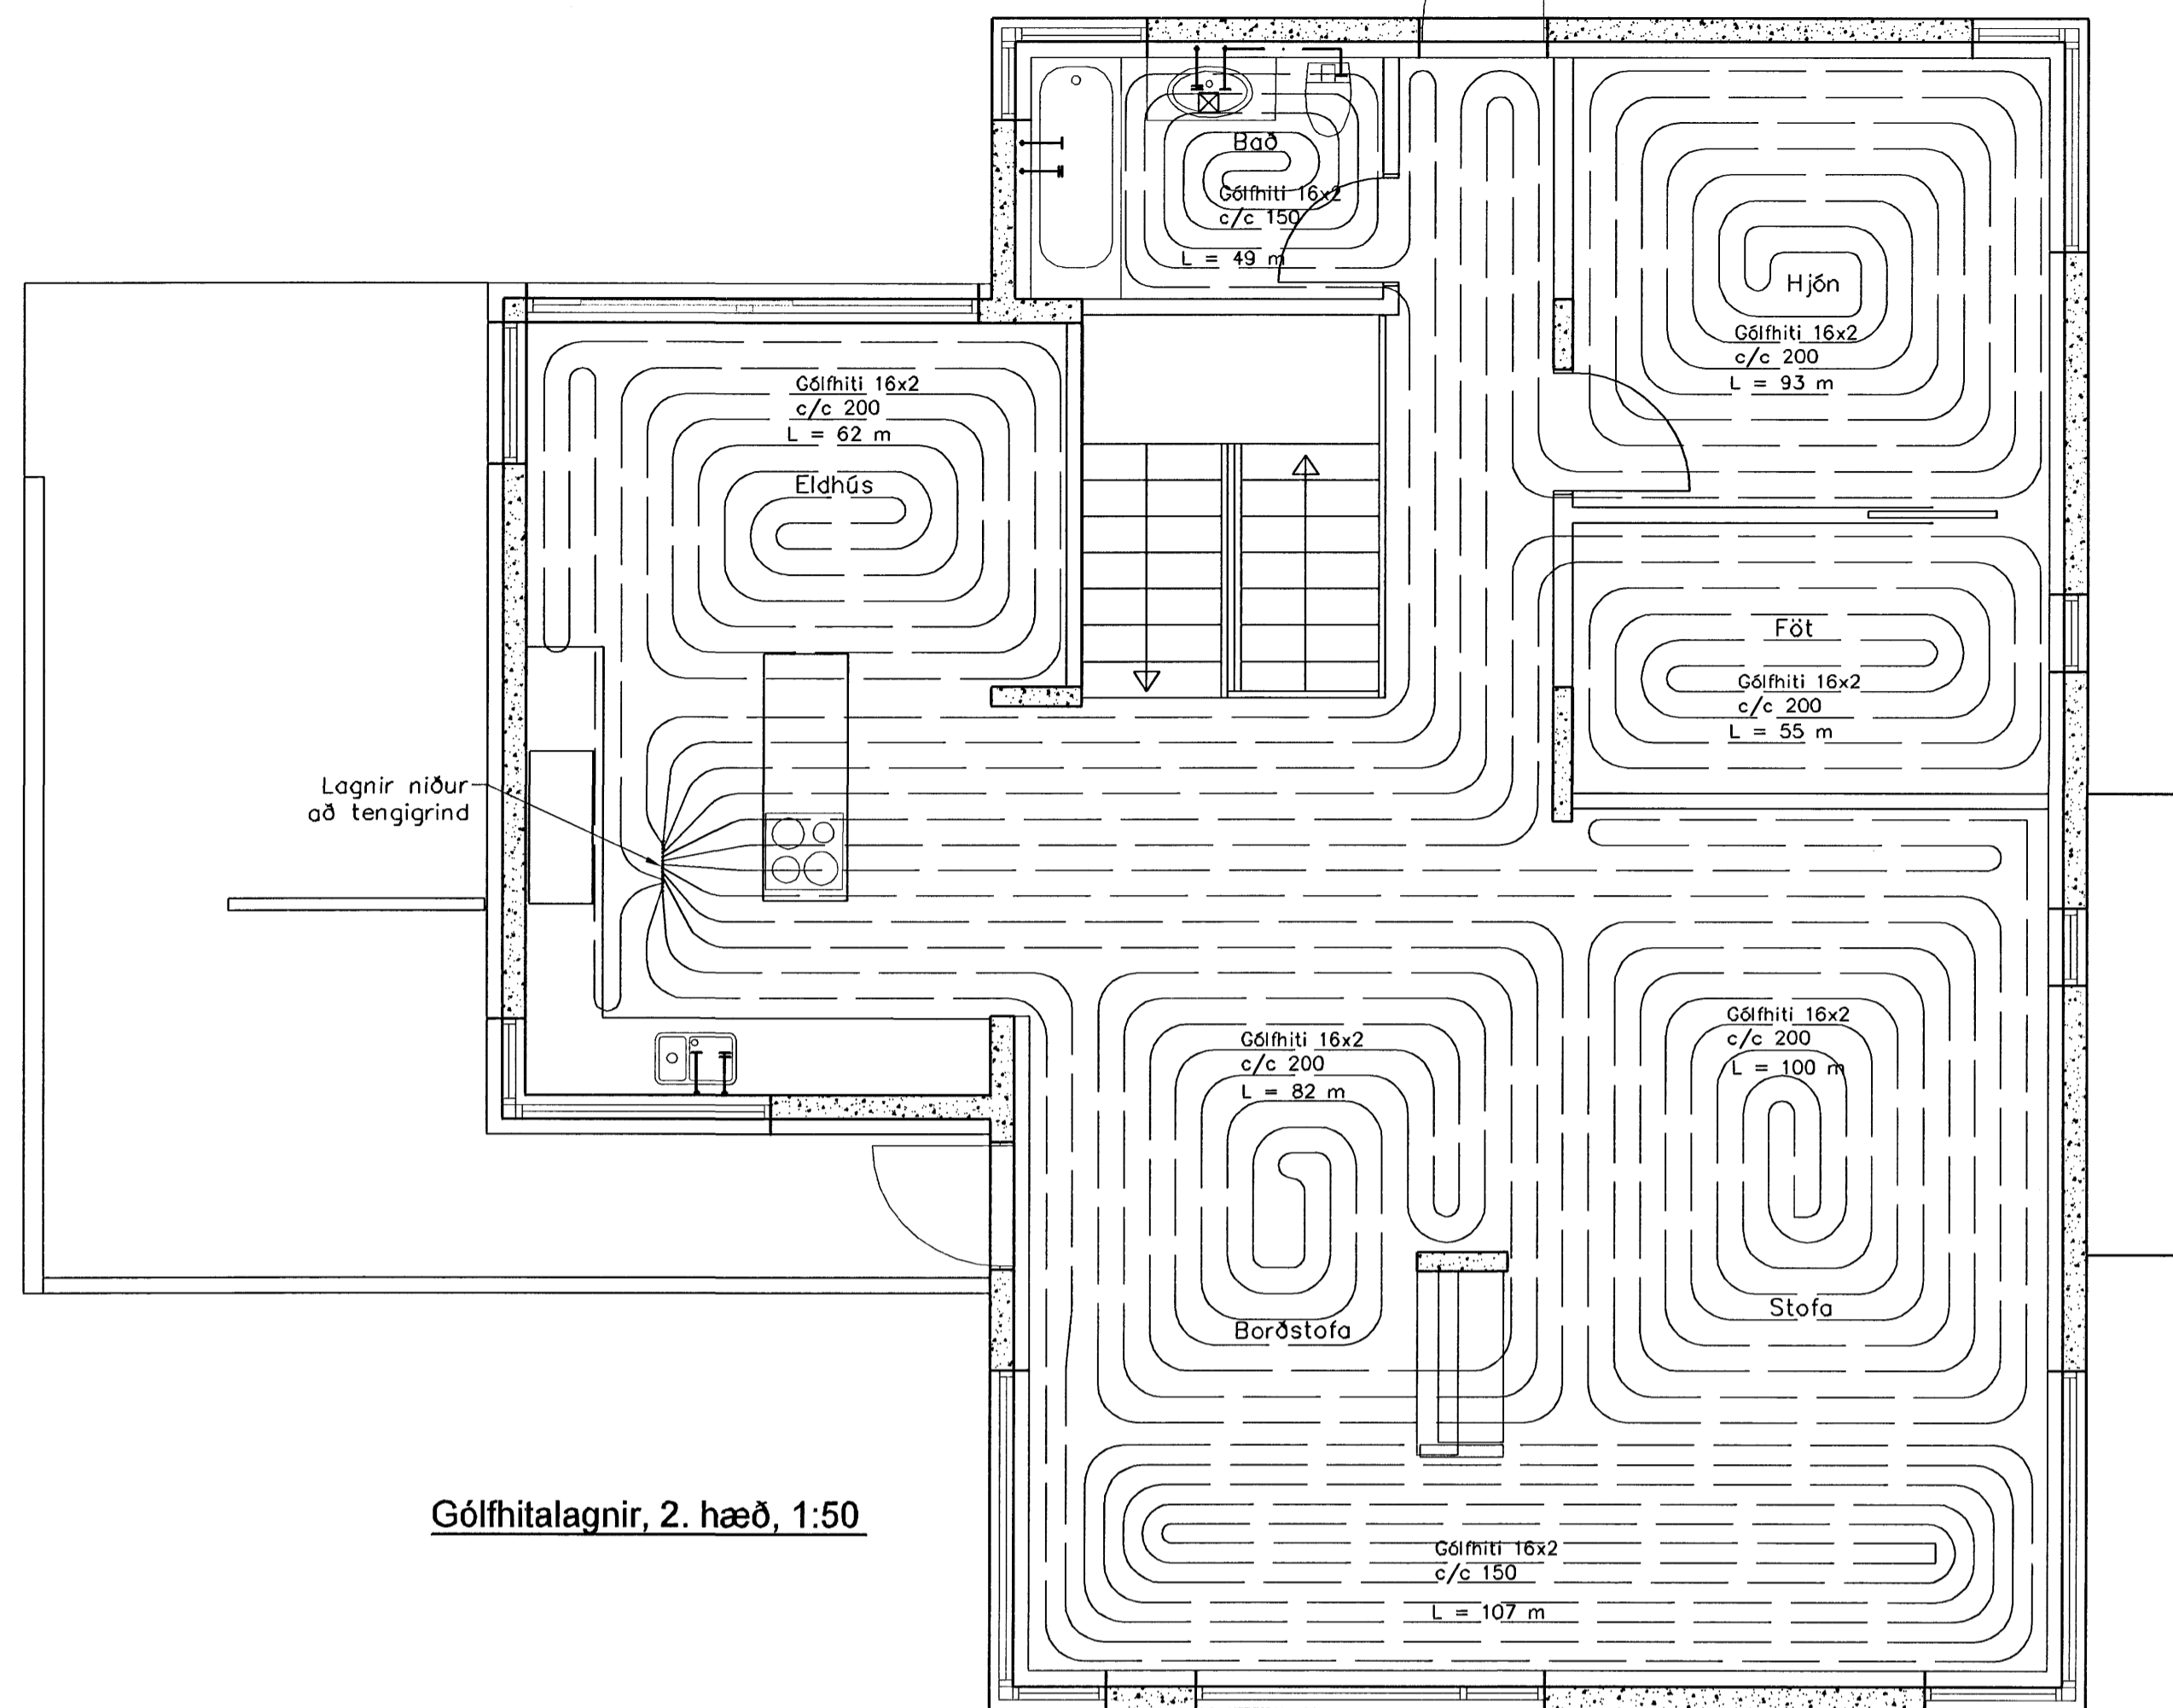 Bað
Gólfhiti 16x2
c/c 150
L = 49 m
Hjón
Gólfhiti 16x2
c/c 200
L = 93 m
Gólfhiti 16x2
c/c 200
L = 62 m
Eldhús
Föt
Gólfhiti 16x2
c/c 200
L = 55 m
Lagnir niður
að tengigrind
Gólfhiti 16x2
c/c 200
L = 82 m
Borðstofa
Gólfhiti 16x2
c/c 200
L = 100 m
Stofa
Gólfhitalagnir, 2. hæð, 1:50
Gólfhiti 16x2
c/c 150
L = 107 m